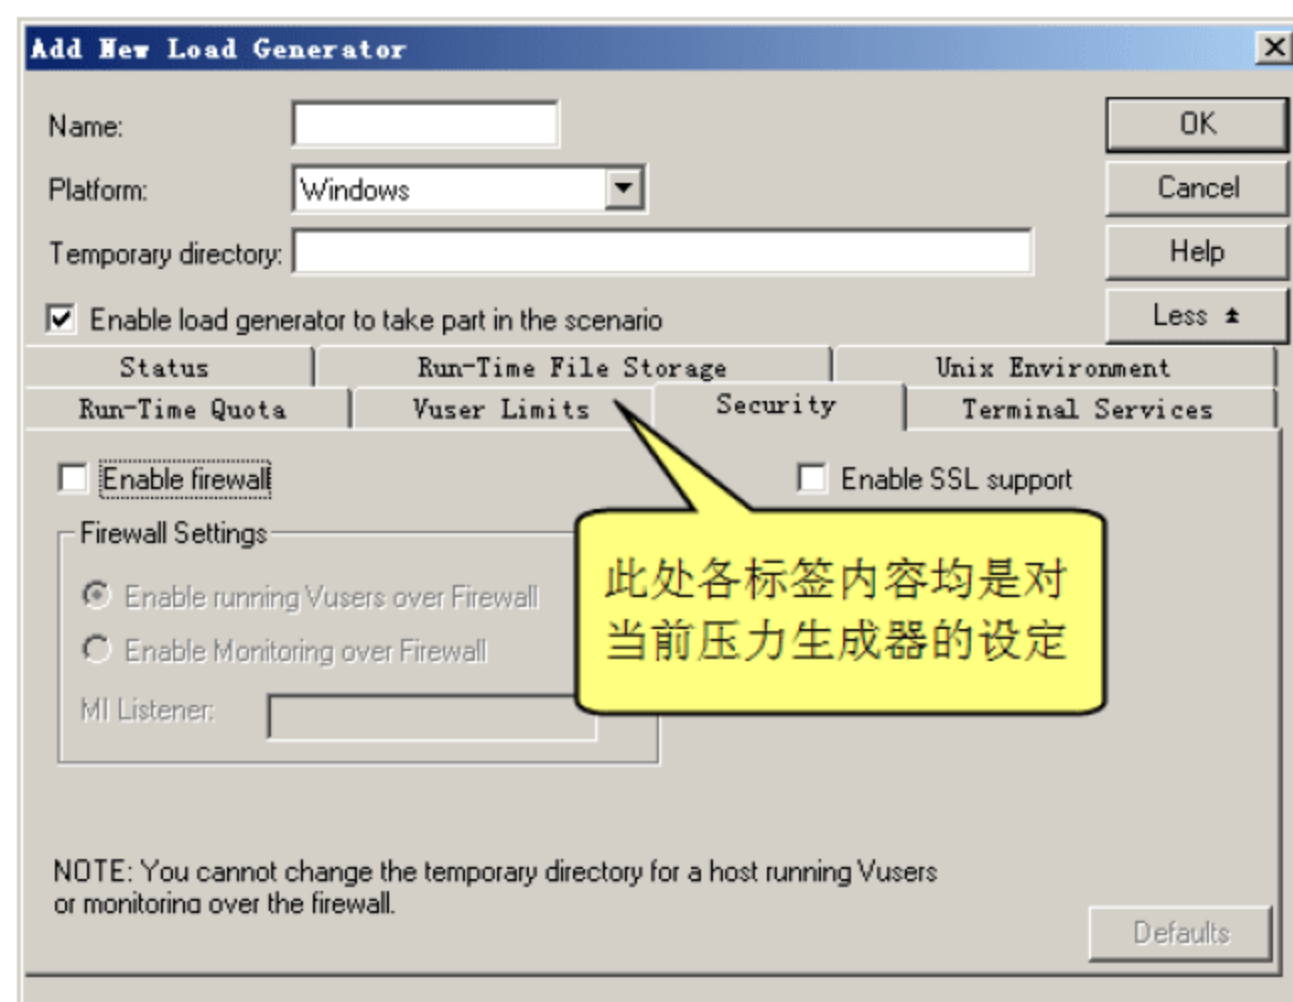 Add New Load Generator
Name:
OK
Platform:
Windows
Cancel
Temporary directory:
Help
Enable load generator to take part in the scenario
Less
Status
Run-Time File Storage
Unix Environment
Run-Time Quota
Vuser Limits
Security
Terminal Services
Enable firewall
Enable SSL support
Firewall Settings
此处各标签内容均是对
当前压力生成器的设定
Enable running Vusers over Firewall
Enable Monitoring over Firewall
MI Listener:
NOTE: You cannot change the temporary directory for a host running Vusers
or monitoring over the firewall.
Defaults